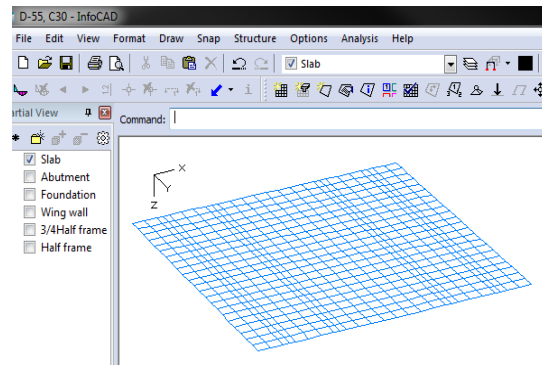 D-55, C30 - InfoCAD
File Edit View Format Draw Snap Structure Options Analysis Help
Slab
artial View
Command:
Slab
Abutment
Foundation
Wing wall
3/4Half frame
Half frame
X
Y
Z